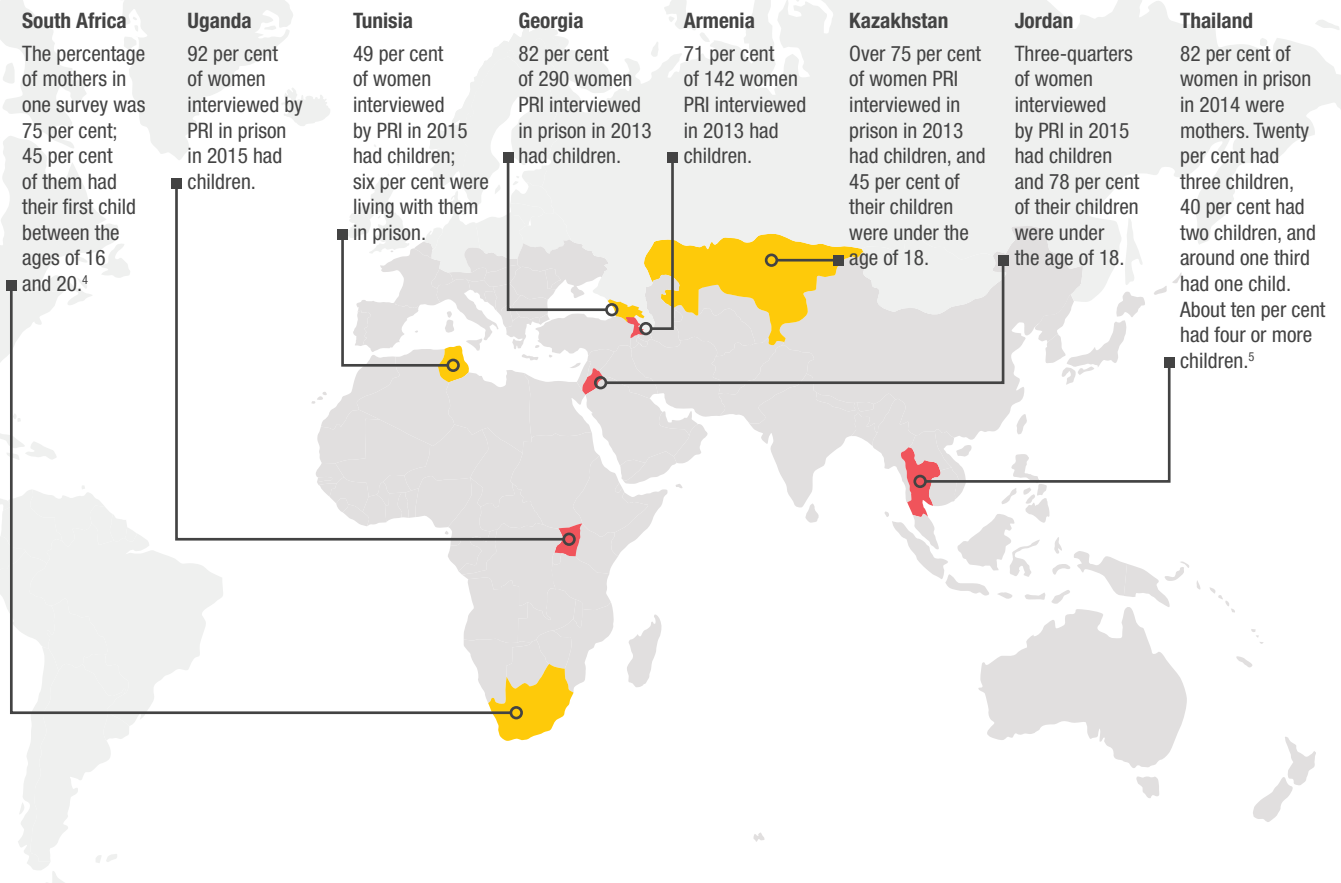 South Africa
The percentage
of mothers in
one survey was
75 per cent;
45 per cent
of them had
their first child
between the
ages of 16
and 20.4
Uganda
92 per cent
of women
interviewed by
PRI in prison
in 2015 had
children.
Tunisia
49 per cent
of women
interviewed
by PRI in 2015
had children;
six per cent were
living with them
in prison.
Georgia
82 per cent
of 290 women
PRI interviewed
in prison in 2013
had children.
Armenia
71 per cent
of 142 women
PRI interviewed
in 2013 had
children.
Kazakhstan
Over 75 per cent
of women PRI
interviewed in
prison in 2013
had children, and
45 per cent of
their children
were under the
age of 18.
Jordan
Three-quarters
of women
interviewed
by PRI in 2015
had children
and 78 per cent
of their children
were under
the age of 18.
Thailand
82 per cent of
women in prison
in 2014 were
mothers. Twenty
per cent had
three children,
40 per cent had
two children, and
around one third
had one child.
About ten per cent
had four or more
children.5